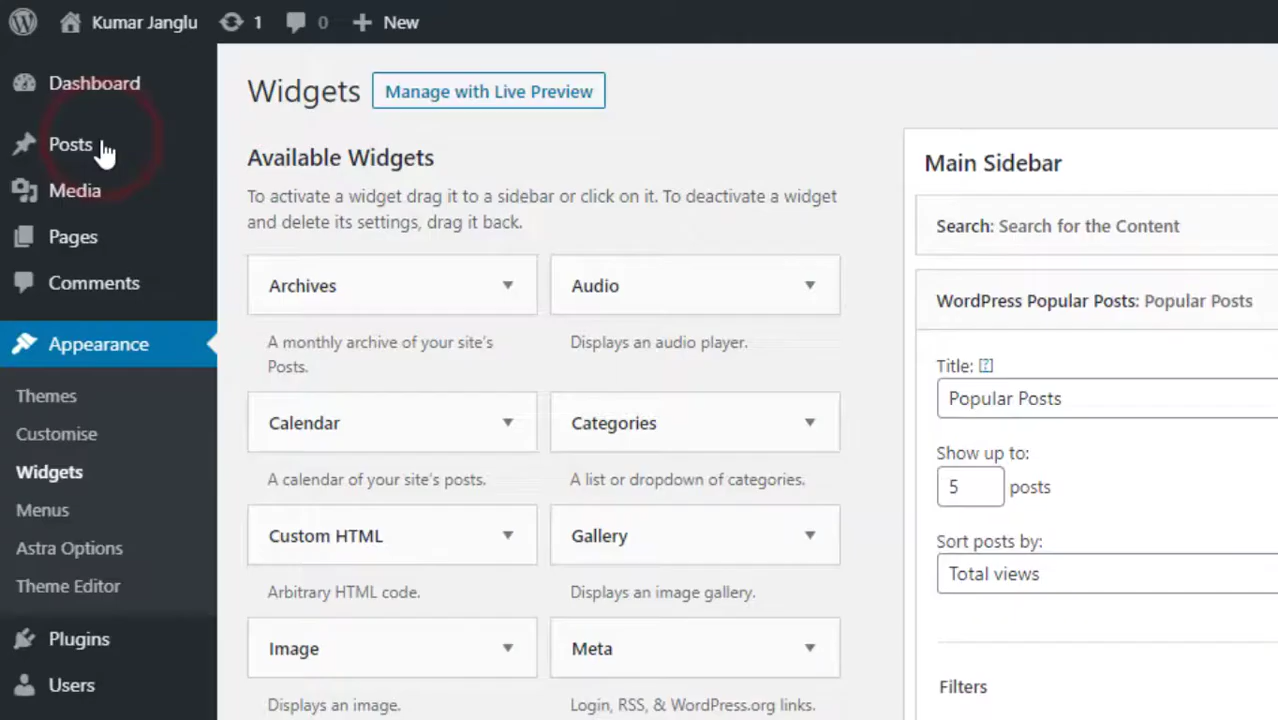 Kumar Janglu 1 0 New
Dashboard
Posts
Media
Pages
Comments
Appearance
Themes
Customise
Widgets
Menus
Astra Options
Theme Editor
Plugins
Users
Widgets Manage with Live Preview
Available Widgets
To activate a widget drag it to a sidebar or click on it. To deactivate a widget
and delete its settings, drag it back.
Archives
A monthly archive of your site's
Posts.
Audio
Displays an audio player.
Calendar
A calendar of your site's posts.
Categories
A list or dropdown of categories.
Custom HTML
Arbitrary HTML code.
Gallery
Displays an image gallery.
Image
Displays an image.
Meta
Login, RSS, & WordPress.org links.
Main Sidebar
Search: Search for the Content
WordPress Popular Posts: Popular Posts
Title: [?]
Popular Posts
Show up to:
5 posts
Sort posts by:
Total views
Filters